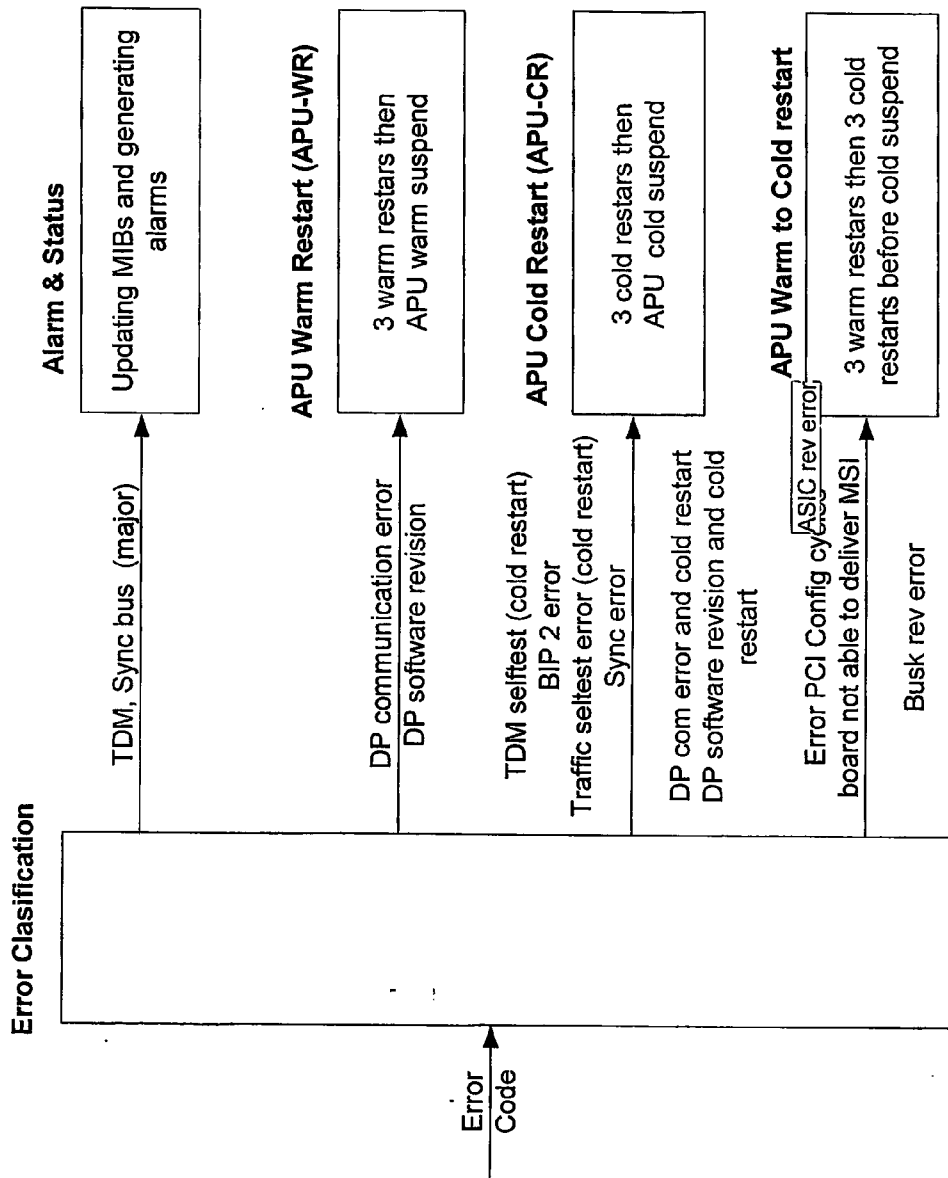 Error Clasification
Error
Code
TDM, Sync bus (major)
Alarm & Status
Updating MIBs and generating
alarms
DP communication error
DP software revision
APU Warm Restart (APU-WR)
3 warm restars then
APU warm suspend
TDM selftest (cold restart)
BIP 2 error
Traffic seltest error (cold restart)
Sync error
DP com error and cold restart
DP software revision and cold
restart
APU Cold Restart (APU-CR)
3 cold restars then
APU cold suspend
ASIC rev error
Error PCI Config
board not able to deliver MSI
Busk rev error
APU Warm to Cold restart
3 warm restars then 3 cold
restarts before cold suspend